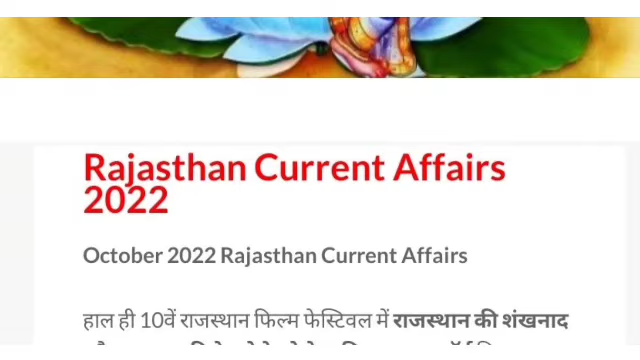 Rajasthan Current Affairs
2022
October 2022 Rajasthan Current Affairs
हाल ही 10वें राजस्थान फिल्म फेस्टिवल में राजस्थान की शंखनाद